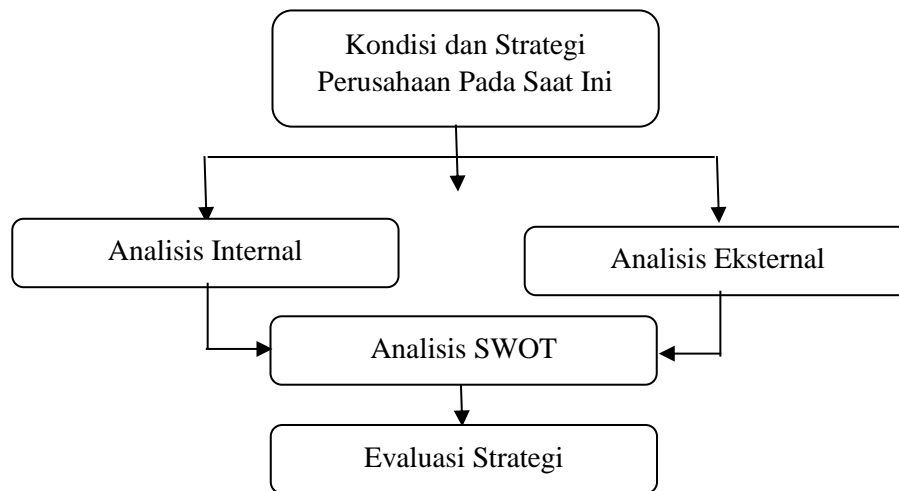 Kondisi dan Strategi
Perusahaan Pada Saat Ini
Analisis Internal
Analisis Eksternal
Analisis SWOT
Evaluasi Strategi